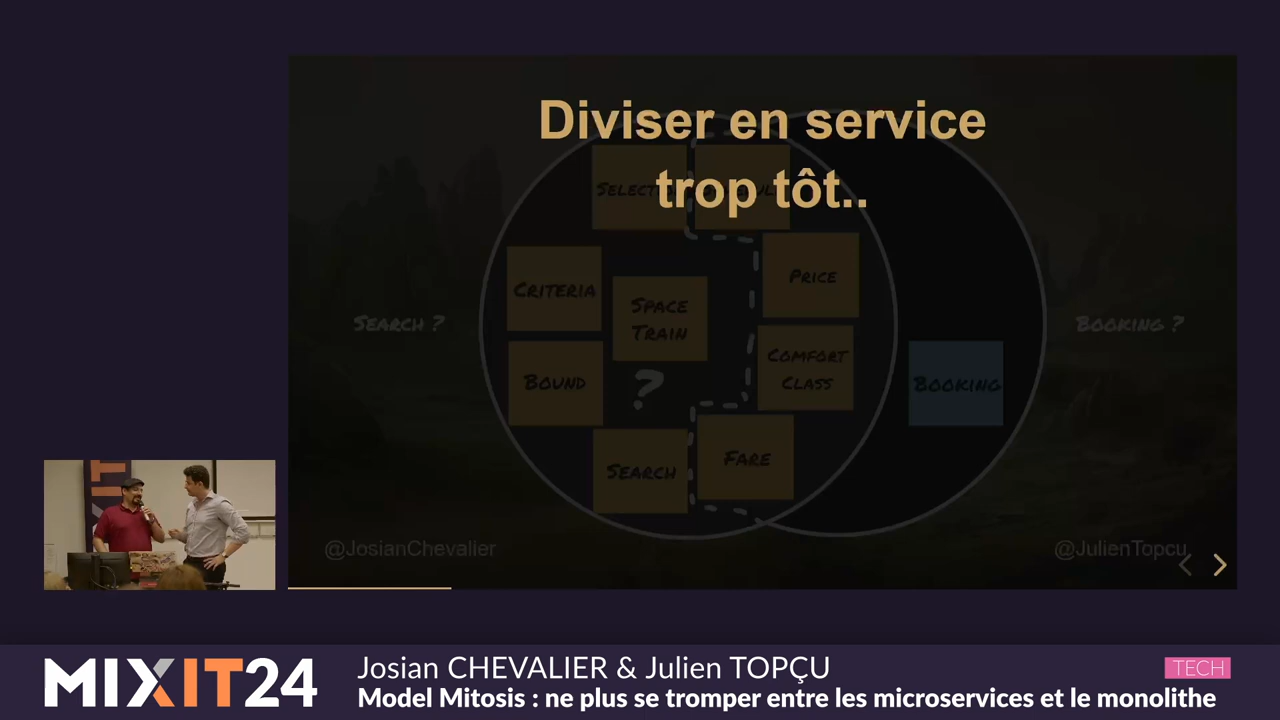 Diviser en service
trop tôt..
CRITERIA
SPACE
TRAIN
PRICE
SEARCH ?
BOOKING ?
COMFORT
CLASS
BOUND
BOOKING
SEARCH
FARE
@JosianChevalier
@JulienTopcu
MIXIT24
Josian CHEVALIER & Julien TOPÇU
TECH
Model Mitosis : ne plus se tromper entre les microservices et le monolithe